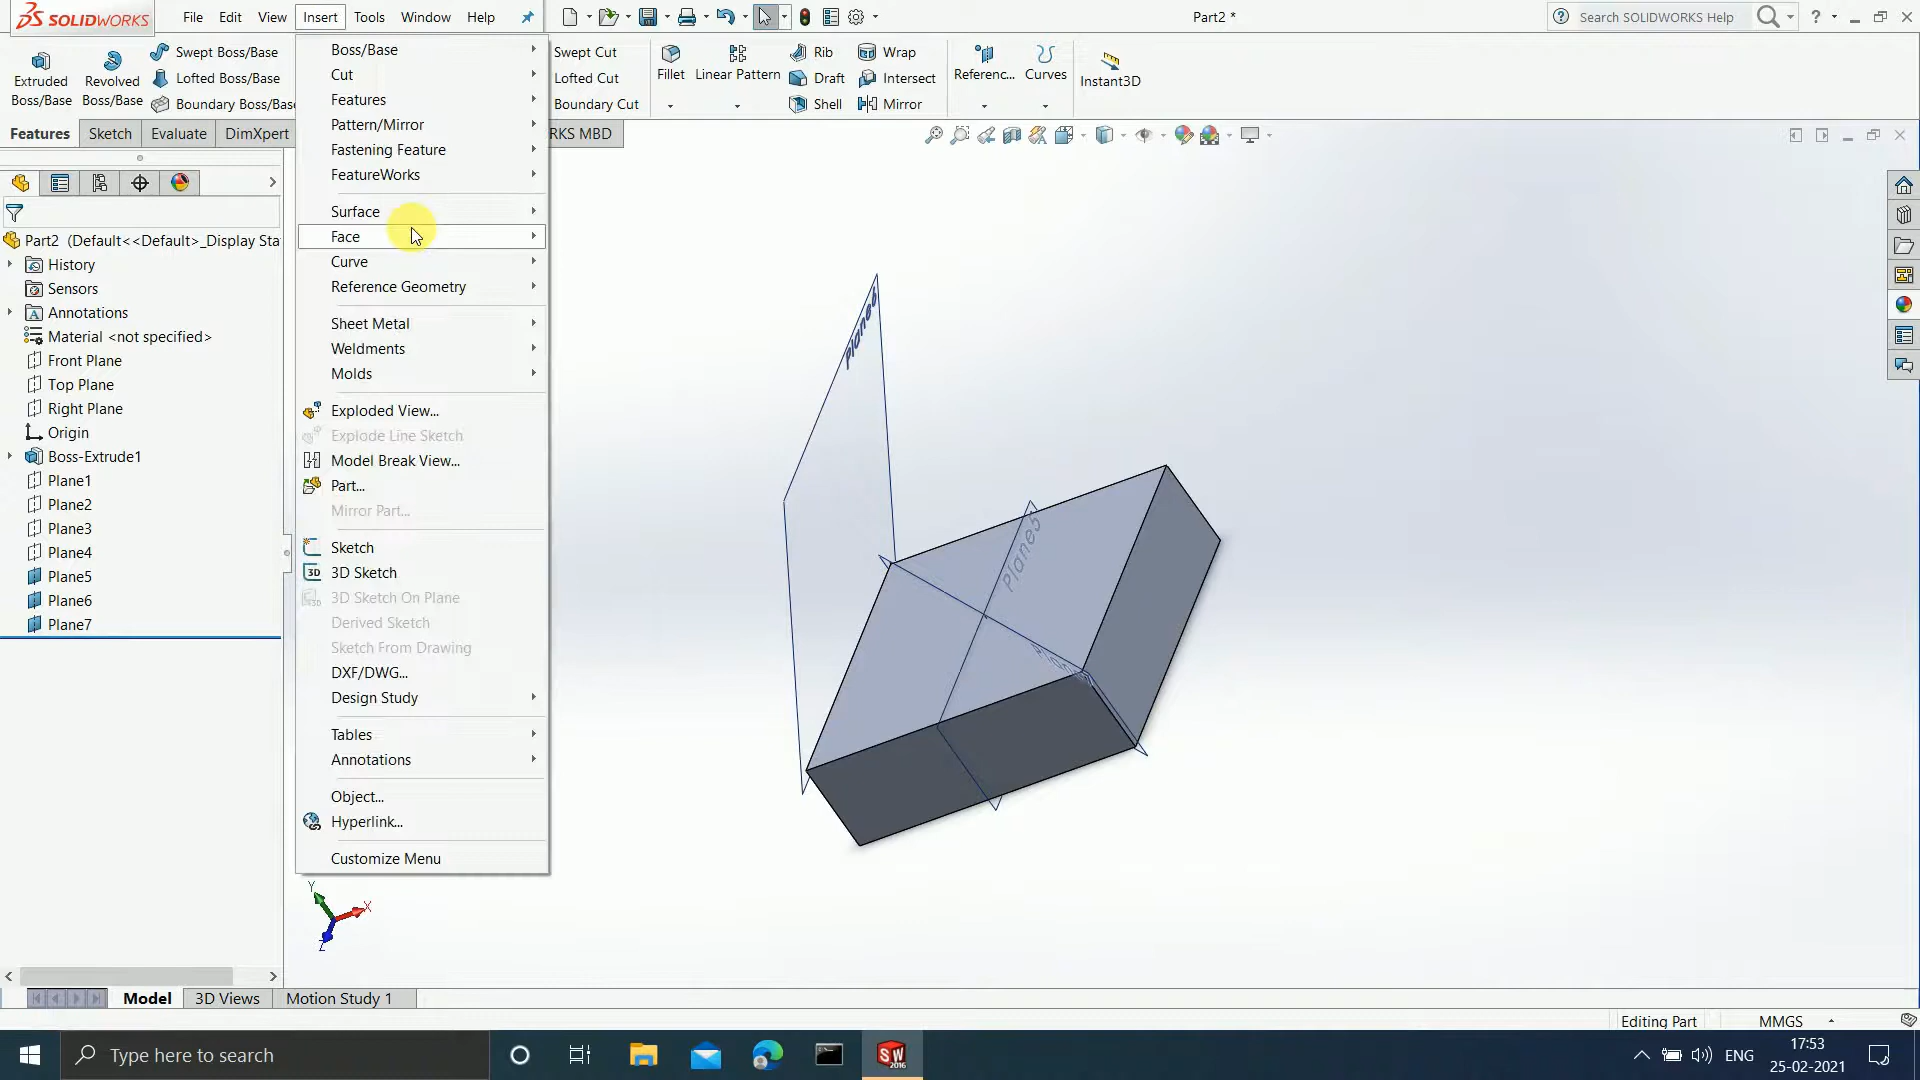 SOLIDWORKS
File Edit View Insert Tools Window Help
Part2 *
Search SOLIDWORKS Help
Extruded Boss/Base
Revolved Boss/Base
Swept Boss/Base
Lofted Boss/Base
Boundary Boss/Base
Swept Cut
Lofted Cut
Boundary Cut
Fillet
Linear Pattern
Rib
Draft
Shell
Wrap
Intersect
Mirror
Referenc...
Curves
Instant3D
Features Sketch Evaluate DimXpert
RKS MBD
Part2 (Default<<Default>_Display Sta
History
Sensors
A Annotations
Material <not specified>
Front Plane
Top Plane
Right Plane
Origin
Boss-Extrude1
Plane1
Plane2
Plane3
Plane4
Plane5
Plane6
Plane7
Boss/Base
Cut
Features
Pattern/Mirror
Fastening Feature
FeatureWorks
Surface
Face
Curve
Reference Geometry
Sheet Metal
Weldments
Molds
Exploded View...
Explode Line Sketch
Model Break View...
Part...
Mirror Part...
Sketch
3D 3D Sketch
3D Sketch On Plane
Derived Sketch
Sketch From Drawing
DXF/DWG...
Design Study
Tables
Annotations
Object...
Hyperlink...
Customize Menu
Plane5
Y
X
Z
Model 3D Views Motion Study 1
Editing Part
MMGS
Type here to search
SW
2016
ENG
17:53
25-02-2021